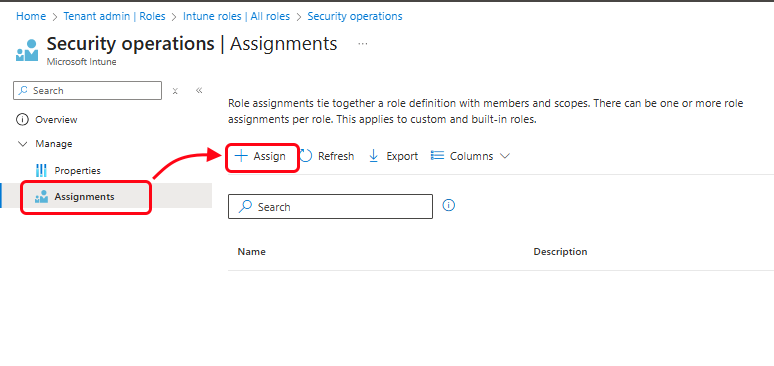 Home > Tenant admin | Roles > Intune roles | All roles > Security operations
Security operations | Assignments ...
Microsoft Intune
Search
Overview
Manage
Properties
Assignments
Role assignments tie together a role definition with members and scopes. There can be one or more role
assignments per role. This applies to custom and built-in roles.
+ Assign Refresh Export Columns
Search
Name Description